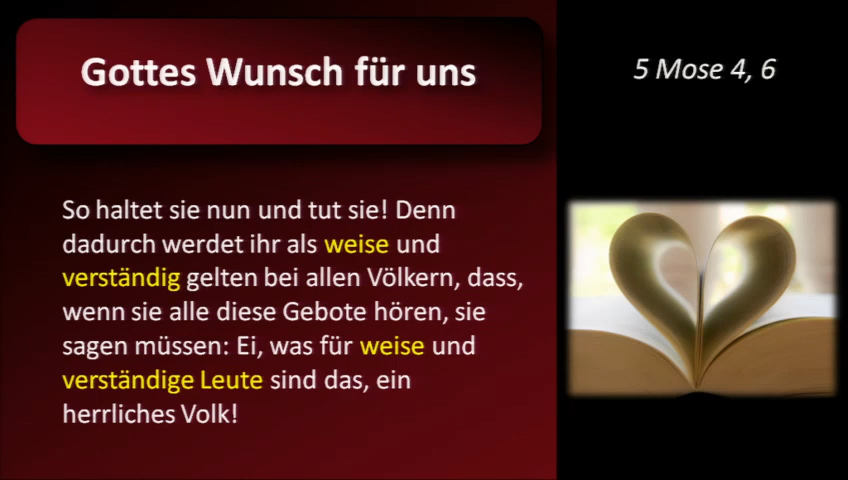 Gottes Wunsch für uns
5 Mose 4, 6
So haltet sie nun und tut sie! Denn
dadurch werdet ihr als weise und
verständig gelten bei allen Völkern, dass,
wenn sie alle diese Gebote hören, sie
sagen müssen: Ei, was für weise und
verständige Leute sind das, ein
herrliches Volk!